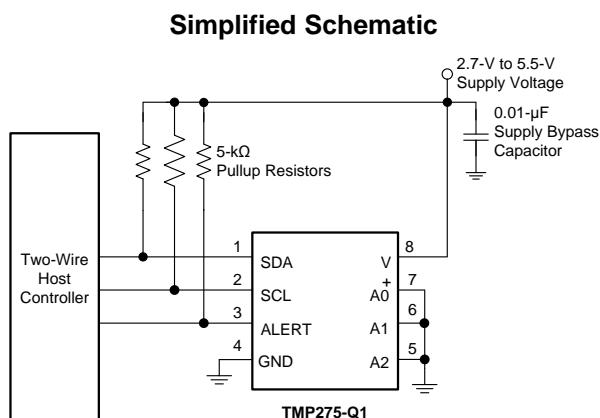 Simplified Schematic
2.7-V to 5.5-V
Supply Voltage
0.01-µF
Supply Bypass
Capacitor
5-kΩ
Pullup Resistors
Two-Wire
Host
Controller
1
SDA
2
SCL
3
ALERT
4
GND
8
V
+
7
A0
6
A1
5
A2
TMP275-Q1